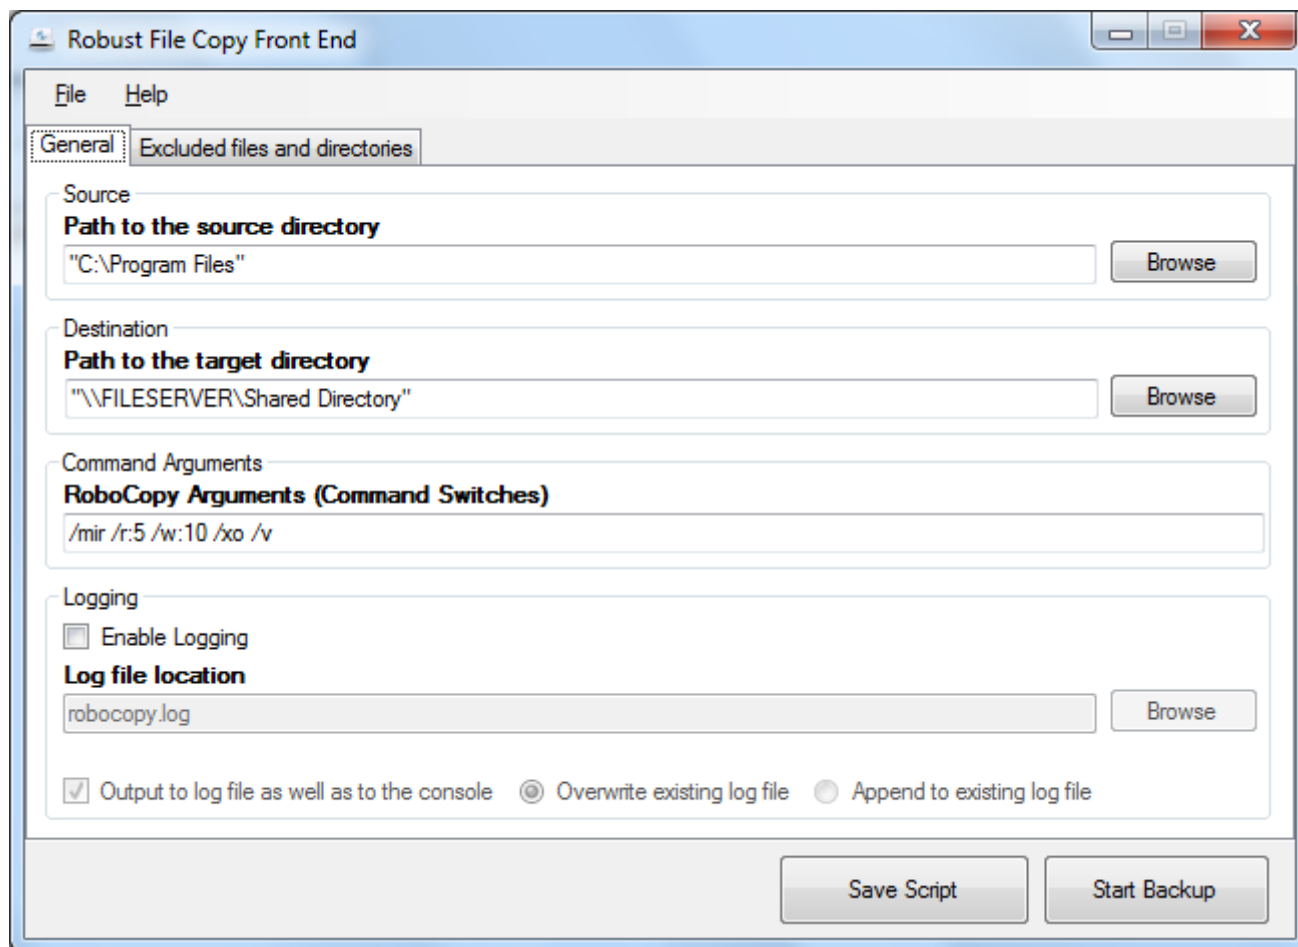 Robust File Copy Front End
File Help
General Excluded files and directories
Source
Path to the source directory
"C:\Program Files" Browse
Destination
Path to the target directory
"\\FILESERVER\Shared Directory" Browse
Command Arguments
RoboCopy Arguments (Command Switches)
/mir /r:5 /w:10 /xo /v
Logging
Enable Logging
Log file location
robocopy.log Browse
Output to log file as well as to the console Overwrite existing log file Append to existing log file
Save Script Start Backup